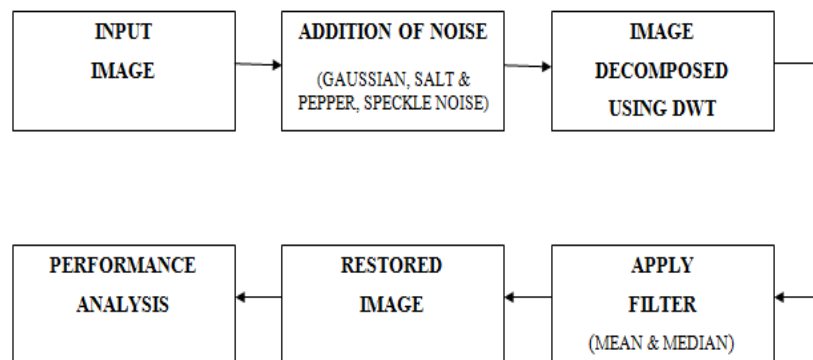 INPUT
IMAGE
ADDITION OF NOISE
(GAUSSIAN, SALT &
PEPPER, SPECKLE NOISE)
IMAGE
DECOMPOSED
USING DWT
PERFORMANCE
ANALYSIS
RESTORED
IMAGE
APPLY
FILTER
(MEAN & MEDIAN)